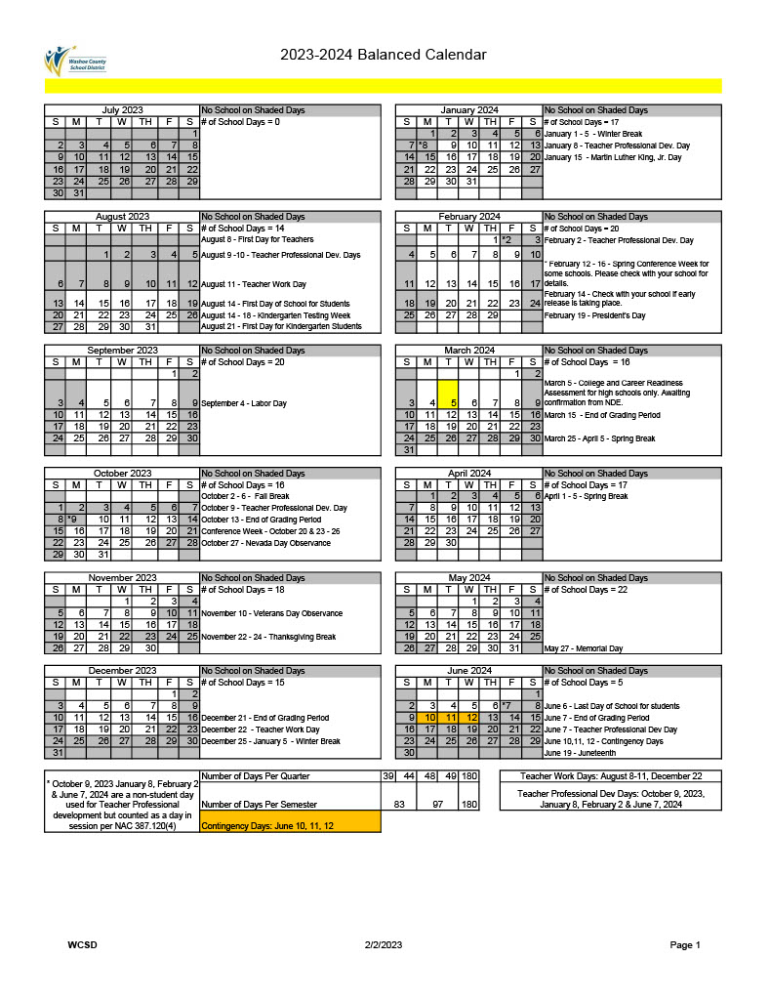 Washoe County
School District
2023-2024 Balanced Calendar
July 2023 No School on Shaded Days
S M T W TH F S # of School Days = 0
1
2 3 4 5 6 7 8
9 10 11 12 13 14 15
16 17 18 19 20 21 22
23 24 25 26 27 28 29
30 31
August 2023 No School on Shaded Days
S M T W TH F S # of School Days = 14
August 8 - First Day for Teachers
1 2 3 4 5 August 9 -10 - Teacher Professional Dev. Days
6 7 8 9 10 11 12 August 11 - Teacher Work Day
13 14 15 16 17 18 19 August 14 - First Day of School for Students
20 21 22 23 24 25 26 August 14 - 18 - Kindergarten Testing Week
27 28 29 30 31 August 21 - First Day for Kindergarten Students
September 2023 No School on Shaded Days
S M T W TH F S # of School Days = 20
1 2
3 4 5 6 7 8 9 September 4 - Labor Day
10 11 12 13 14 15 16
17 18 19 20 21 22 23
24 25 26 27 28 29 30
October 2023 No School on Shaded Days
S M T W TH F S # of School Days = 16
October 2 - 6 - Fall Break
1 2 3 4 5 6 7 October 9 - Teacher Professional Dev. Day
8 *9 10 11 12 13 14 October 13 - End of Grading Period
15 16 17 18 19 20 21 Conference Week - October 20 & 23 - 26
22 23 24 25 26 27 28 October 27 - Nevada Day Observance
29 30 31
November 2023 No School on Shaded Days
S M T W TH F S # of School Days = 18
1 2 3 4
5 6 7 8 9 10 11 November 10 - Veterans Day Observance
12 13 14 15 16 17 18
19 20 21 22 23 24 25 November 22 - 24 - Thanksgiving Break
26 27 28 29 30
December 2023 No School on Shaded Days
S M T W TH F S # of School Days = 15
1 2
3 4 5 6 7 8 9
10 11 12 13 14 15 16 December 21 - End of Grading Period
17 18 19 20 21 22 23 December 22 - Teacher Work Day
24 25 26 27 28 29 30 December 25 - January 5 - Winter Break
31
January 2024 No School on Shaded Days
S M T W TH F S # of School Days = 17
1 2 3 4 5 6 January 1 - 5 - Winter Break
7 *8 9 10 11 12 13 January 8 - Teacher Professional Dev. Day
14 15 16 17 18 19 20 January 15 - Martin Luther King, Jr. Day
21 22 23 24 25 26 27
28 29 30 31
February 2024 No School on Shaded Days
S M T W TH F S # of School Days = 20
1 *2 3 February 2 - Teacher Professional Dev. Day
4 5 6 7 8 9 10
* February 12 - 16 - Spring Conference Week for
some schools. Please check with your school for
11 12 13 14 15 16 17 details.
February 14 - Check with your school if early
18 19 20 21 22 23 24 release is taking place.
25 26 27 28 29 February 19 - President's Day
March 2024 No School on Shaded Days
S M T W TH F S # of School Days = 16
1 2
March 5 - College and Career Readiness
Assessment for high schools only. Awaiting
3 4 5 6 7 8 9 confirmation from NDE.
10 11 12 13 14 15 16 March 15 - End of Grading Period
17 18 19 20 21 22 23
24 25 26 27 28 29 30 March 25 - April 5 - Spring Break
31
April 2024 No School on Shaded Days
S M T W TH F S # of School Days = 17
1 2 3 4 5 6 April 1 - 5 - Spring Break
7 8 9 10 11 12 13
14 15 16 17 18 19 20
21 22 23 24 25 26 27
28 29 30
May 2024 No School on Shaded Days
S M T W TH F S # of School Days = 22
1 2 3 4
5 6 7 8 9 10 11
12 13 14 15 16 17 18
19 20 21 22 23 24 25
26 27 28 29 30 31 May 27 - Memorial Day
June 2024 No School on Shaded Days
S M T W TH F S # of School Days = 5
1
2 3 4 5 6 *7 8 June 6 - Last Day of School for students
9 10 11 12 13 14 15 June 7 - End of Grading Period
16 17 18 19 20 21 22 June 7 - Teacher Professional Dev Day
23 24 25 26 27 28 29 June 10,11, 12 - Contingency Days
30 June 19 - Juneteenth
* October 9, 2023 January 8, February 2
& June 7, 2024 are a non-student day
used for Teacher Professional
development but counted as a day in
session per NAC 387.120(4)
Number of Days Per Quarter 39 44 48 49 180
Number of Days Per Semester 83 97 180
Contingency Days: June 10, 11, 12
Teacher Work Days: August 8-11, December 22
Teacher Professional Dev Days: October 9, 2023,
January 8, February 2 & June 7, 2024
WCSD 2/2/2023 Page 1